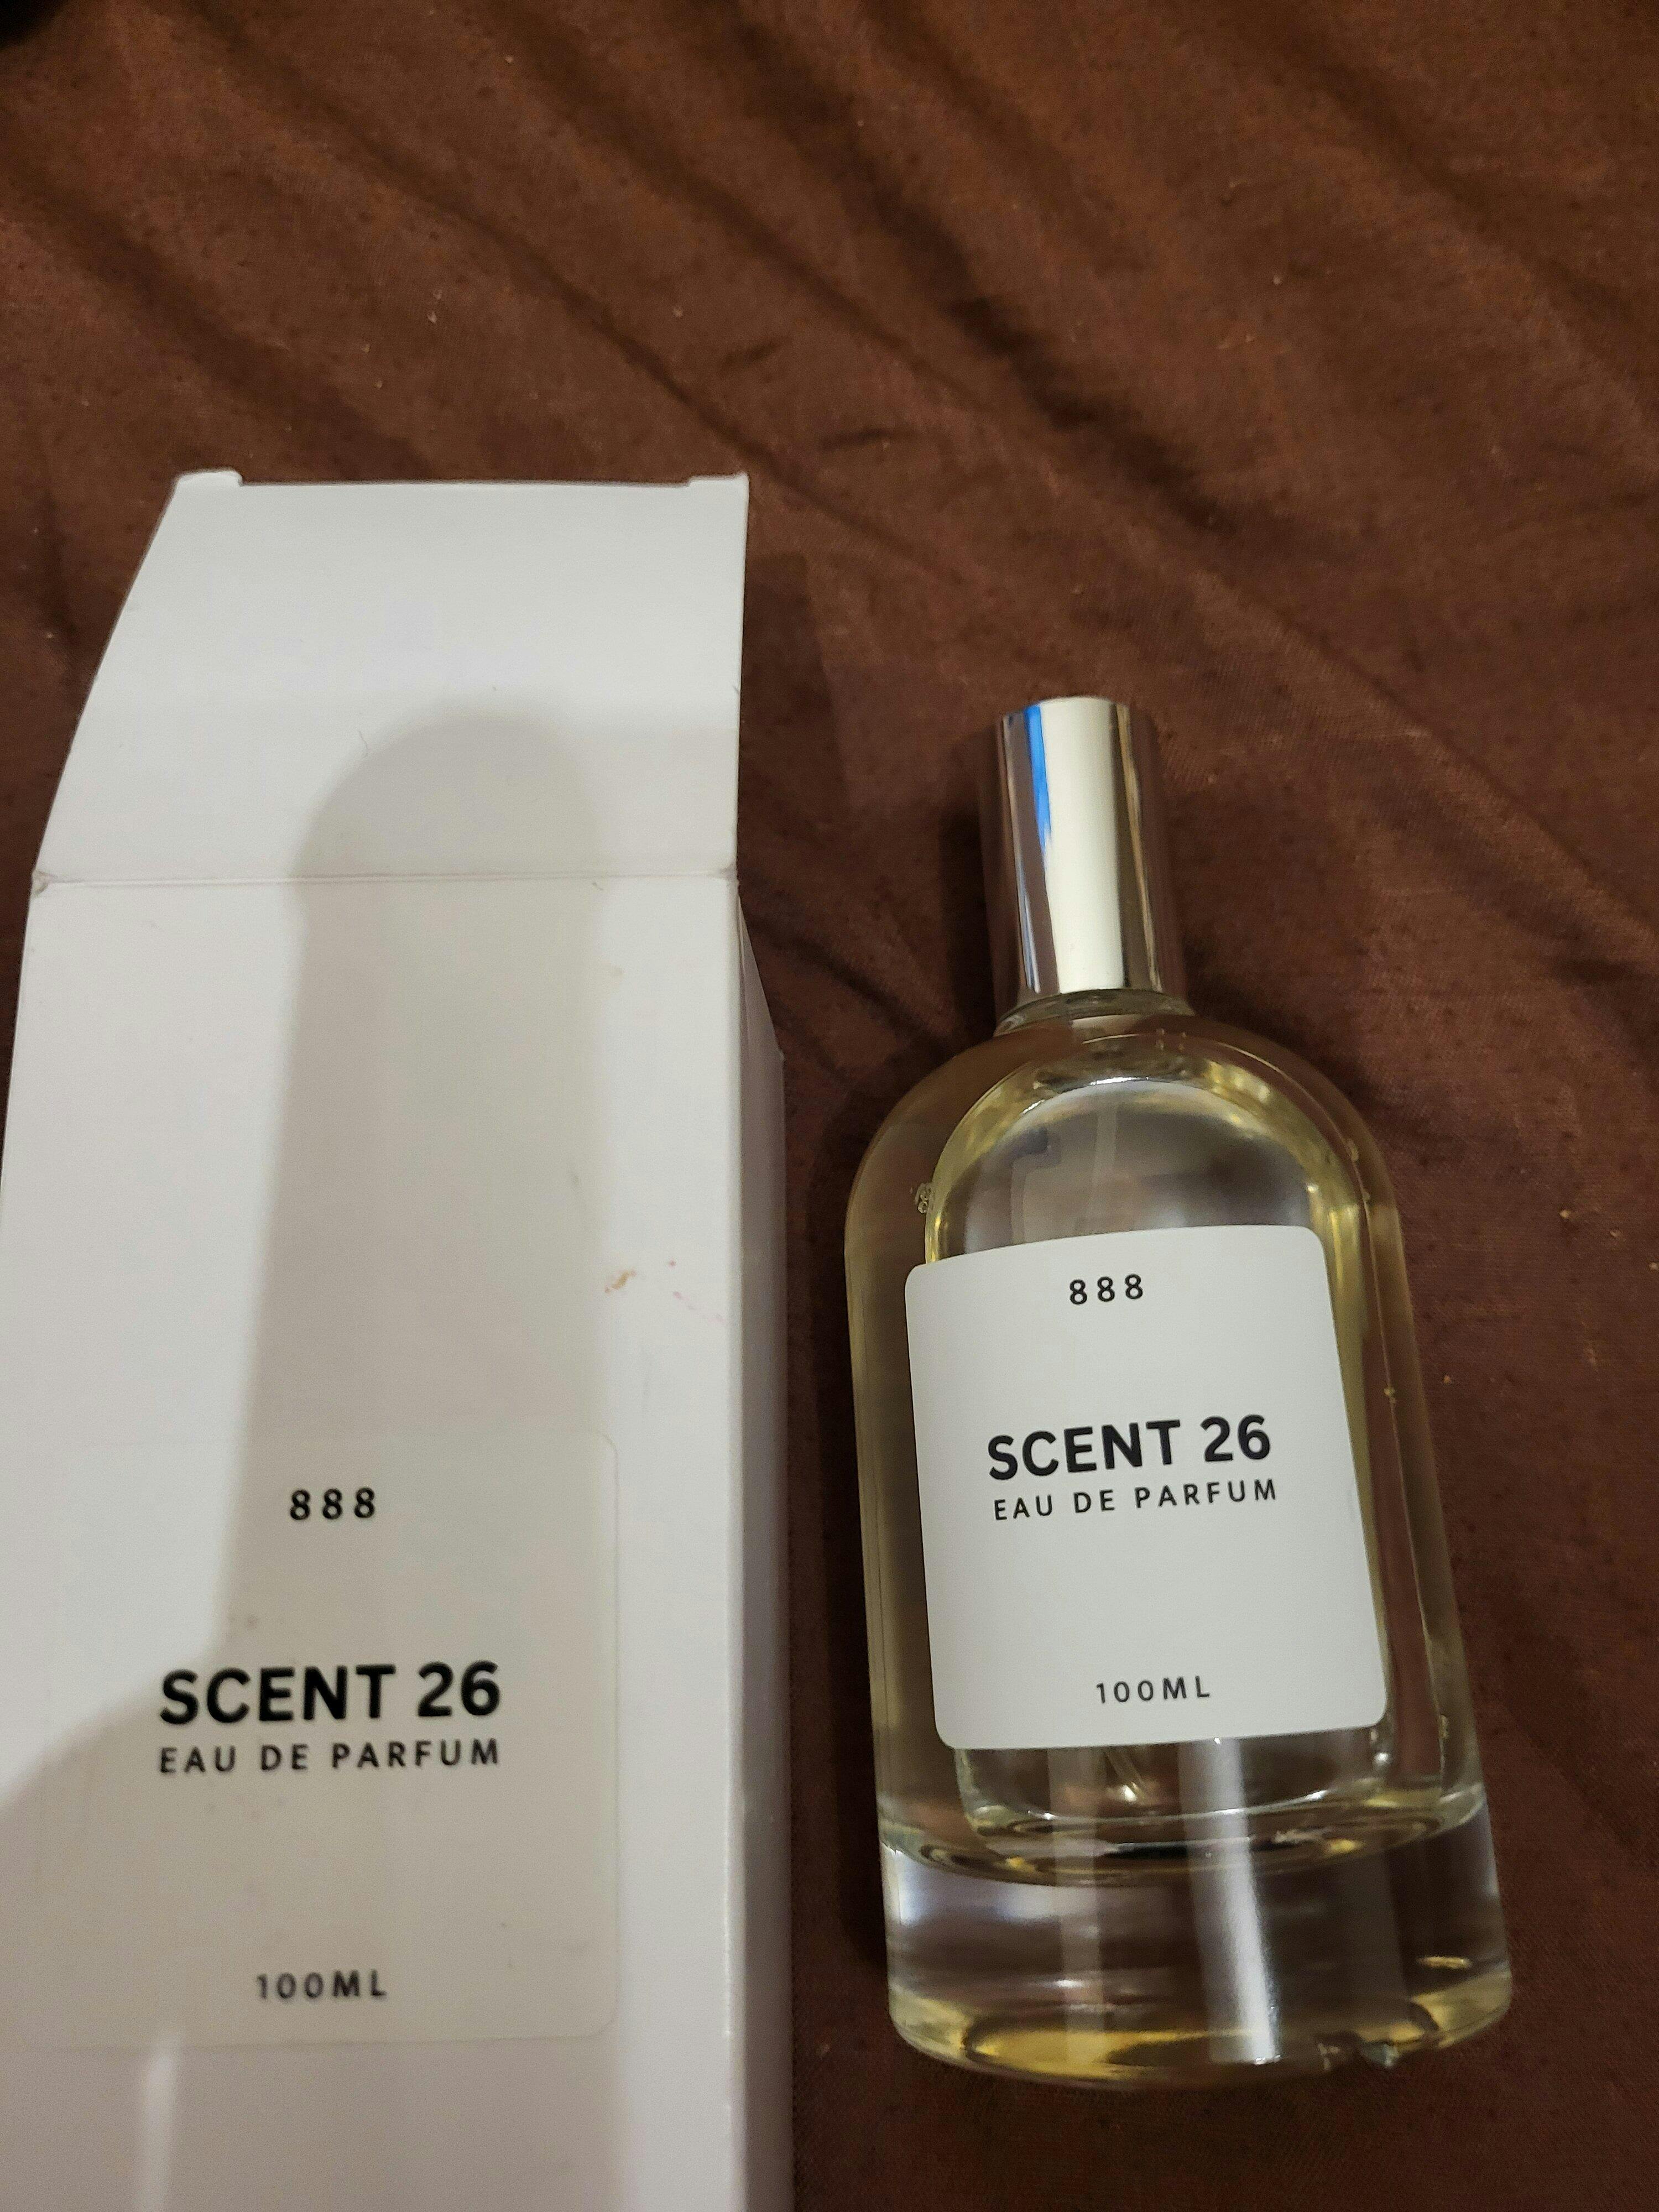 888
SCENT 26
EAU DE PARFUM
100ML
888
SCENT 26
EAU DE PARFUM
100ML